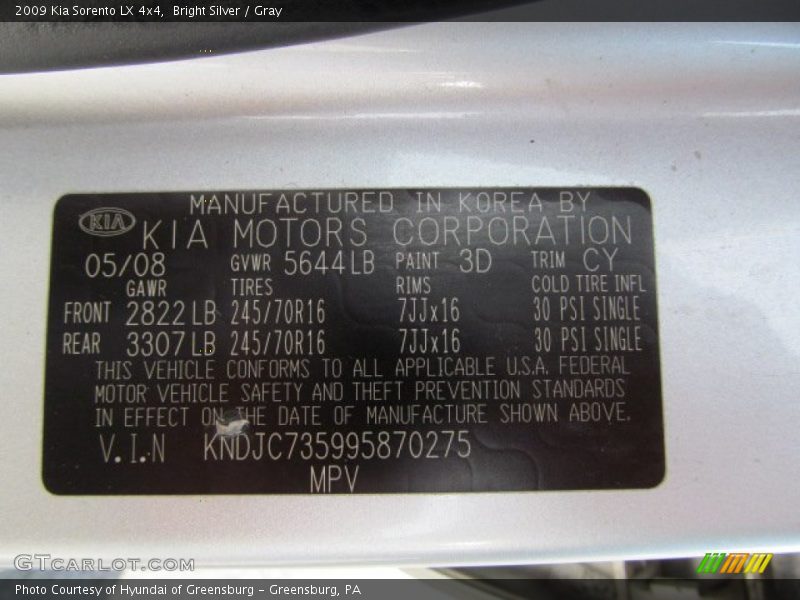 2009 Kia Sorento LX 4x4,  Bright Silver / Gray
MANUFACTURED IN KOREA BY
KIA KIA MOTORS CORPORATION
05/08 GVWR 5644LB PAINT 3D TRIM CY
GAWR TIRES RIMS COLD TIRE INFL
FRONT 2822LB 245/70R16 7JJx16 30 PSI SINGLE
REAR 3307LB 245/70R16 7JJx16 30 PSI SINGLE
THIS VEHICLE CONFORMS TO ALL APPLICABLE U.S.A. FEDERAL
MOTOR VEHICLE SAFETY AND THEFT PREVENTION STANDARDS
IN EFFECT ON THE DATE OF MANUFACTURE SHOWN ABOVE.
V.I.N KNDJC735995870275
MPV
GTCarLot.com
Photo Courtesy of Hyundai of Greensburg - Greensburg, PA